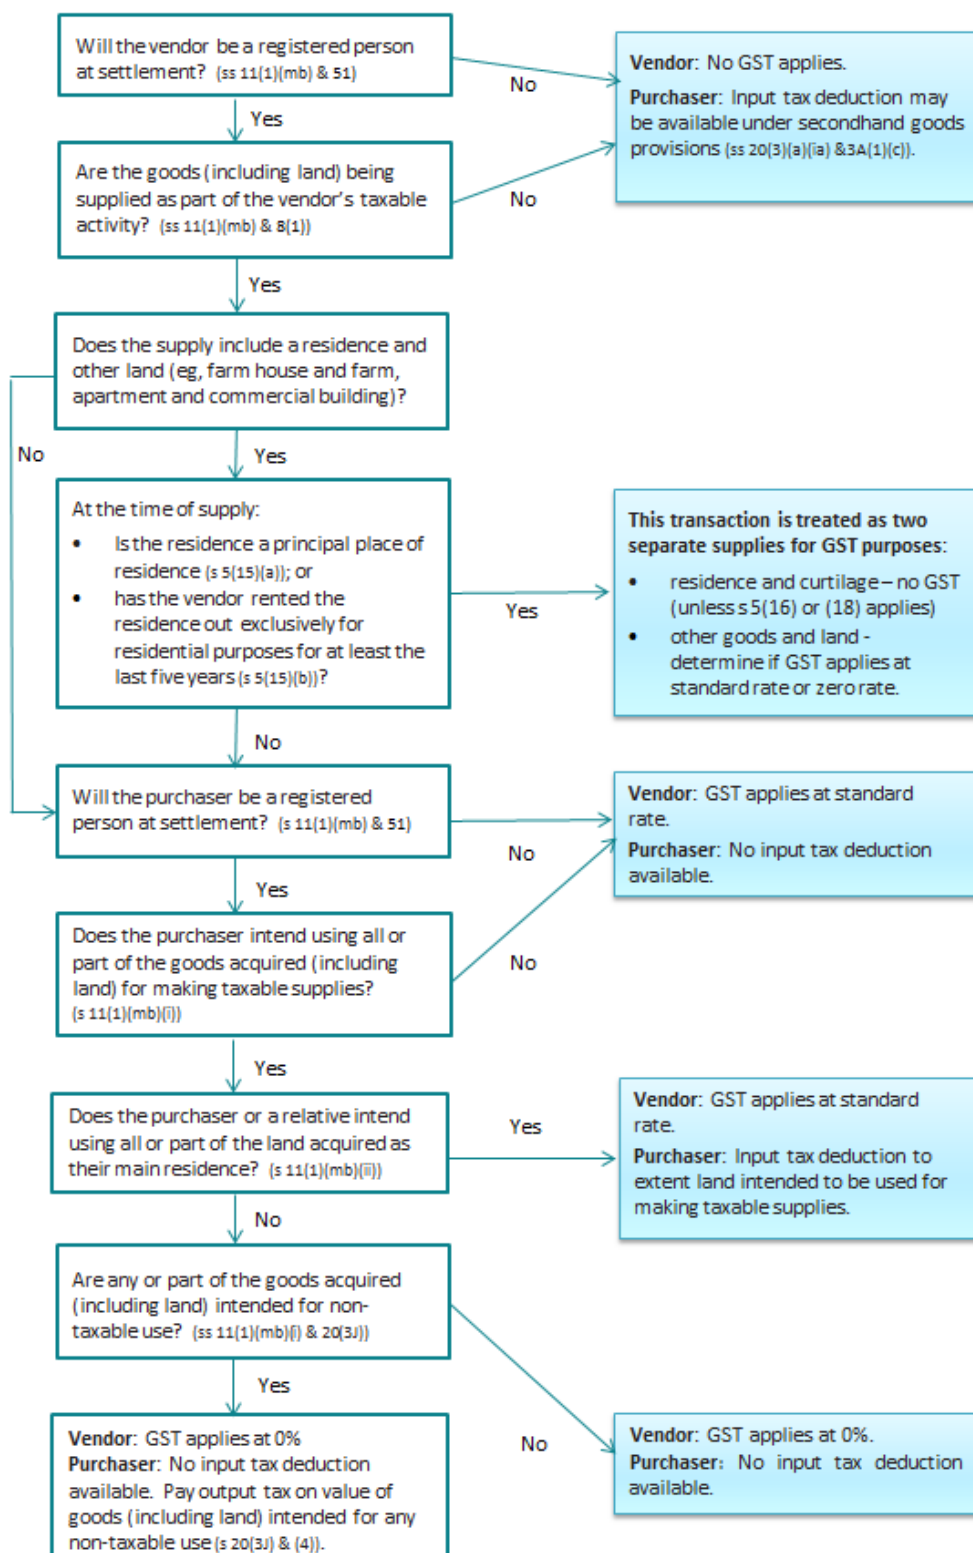 Will the vendor be a registered person
at settlement? (ss 11(1)(mb) & 51)
No
Vendor: No GST applies.
Purchaser: Input tax deduction may
be available under secondhand goods
provisions (ss 20(3)(a)(ia) &3A(1)(c)).
Yes
Are the goods (including land) being
supplied as part of the vendor's taxable
activity? (ss 11(1)(mb) & 8(1))
No
Yes
Does the supply include a residence and
other land (eg, farm house and farm,
apartment and commercial building)?
No
Yes
At the time of supply:
• Is the residence a principal place of
residence (s 5(15)(a)); or
• has the vendor rented the
residence out exclusively for
residential purposes for at least the
last five years (s 5(15)(b))?
Yes
This transaction is treated as two
separate supplies for GST purposes:
• residence and curtilage – no GST
(unless s 5(16) or (18) applies)
• other goods and land -
determine if GST applies at
standard rate or zero rate.
No
Will the purchaser be a registered
person at settlement? (s 11(1)(mb) & 51)
No
Vendor: GST applies at standard
rate.
Purchaser: No input tax deduction
available.
Yes
Does the purchaser intend using all or
part of the goods acquired (including
land) for making taxable supplies?
(s 11(1)(mb)(i))
No
Yes
Does the purchaser or a relative intend
using all or part of the land acquired as
their main residence? (s 11(1)(mb)(ii))
Yes
Vendor: GST applies at standard
rate.
Purchaser: Input tax deduction to
extent land intended to be used for
making taxable supplies.
No
Are any or part of the goods acquired
(including land) intended for non-
taxable use? (ss 11(1)(mb)(i) & 20(3J))
Yes
Vendor: GST applies at 0%
Purchaser: No input tax deduction
available. Pay output tax on value of
goods (including land) intended for any
non-taxable use (s 20(3J) & (4)).
No
Vendor: GST applies at 0%.
Purchaser: No input tax deduction
available.